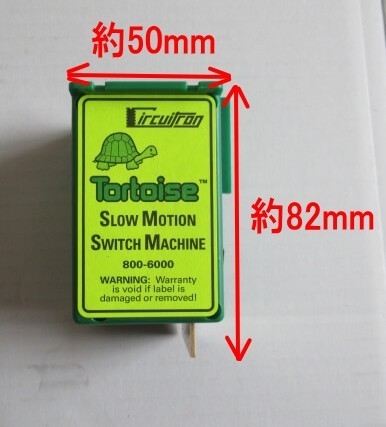 約50mm
Circuitron
Tortoise™
SLOW MOTION
SWITCH MACHINE
800-6000
WARNING: Warranty
is void if label is
damaged or removed!
約82mm